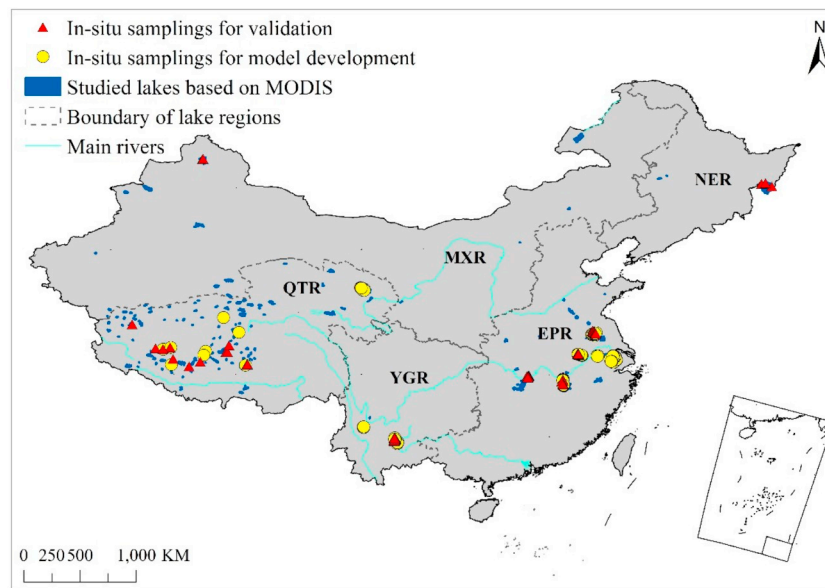 In-situ samplings for validation
In-situ samplings for model development
Studied lakes based on MODIS
Boundary of lake regions
Main rivers
N
NER
MXR
QTR
EPR
YGR
0 250 500 1,000 KM